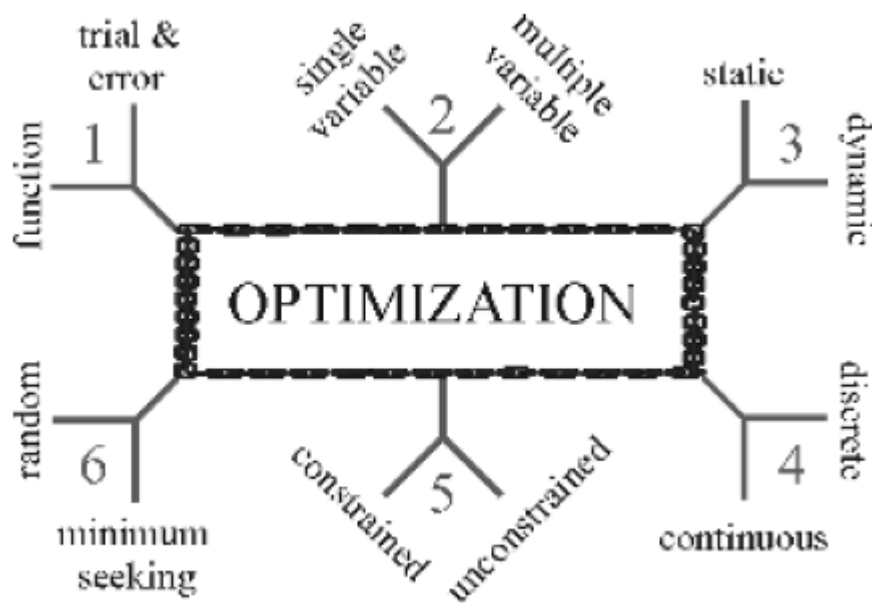 trial &
error
function
1
single
variable
2
multiple
variable
static
3
dynamic
OPTIMIZATION
random
6
minimum
seeking
constrained
5
unconstrained
discrete
4
continuous